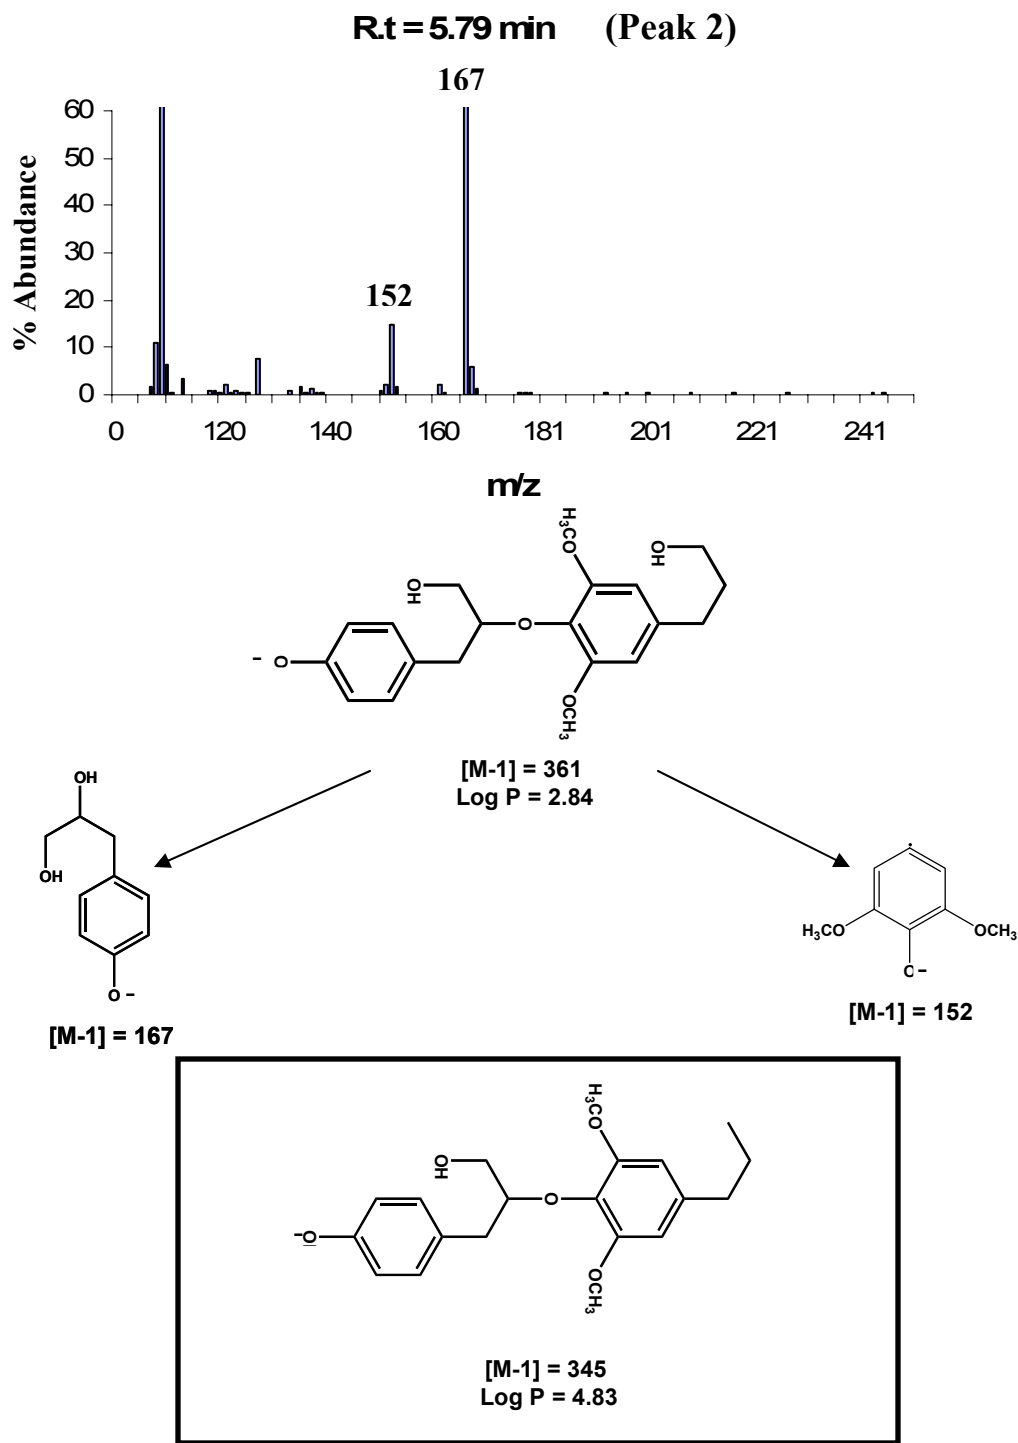 R.t = 5.79 min (Peak 2)
167
60
50
40
30
20
10
0
152
% Abundance
0 120 140 160 181 201 221 241
m/z
H3CO
HO
OH
O
OCH3
- O
[M-1] = 361
Log P = 2.84
OH
OH
O -
[M-1] = 167
H3CO
OCH3
O -
[M-1] = 152
H3CO
OH
O
OCH3
-O
[M-1] = 345
Log P = 4.83